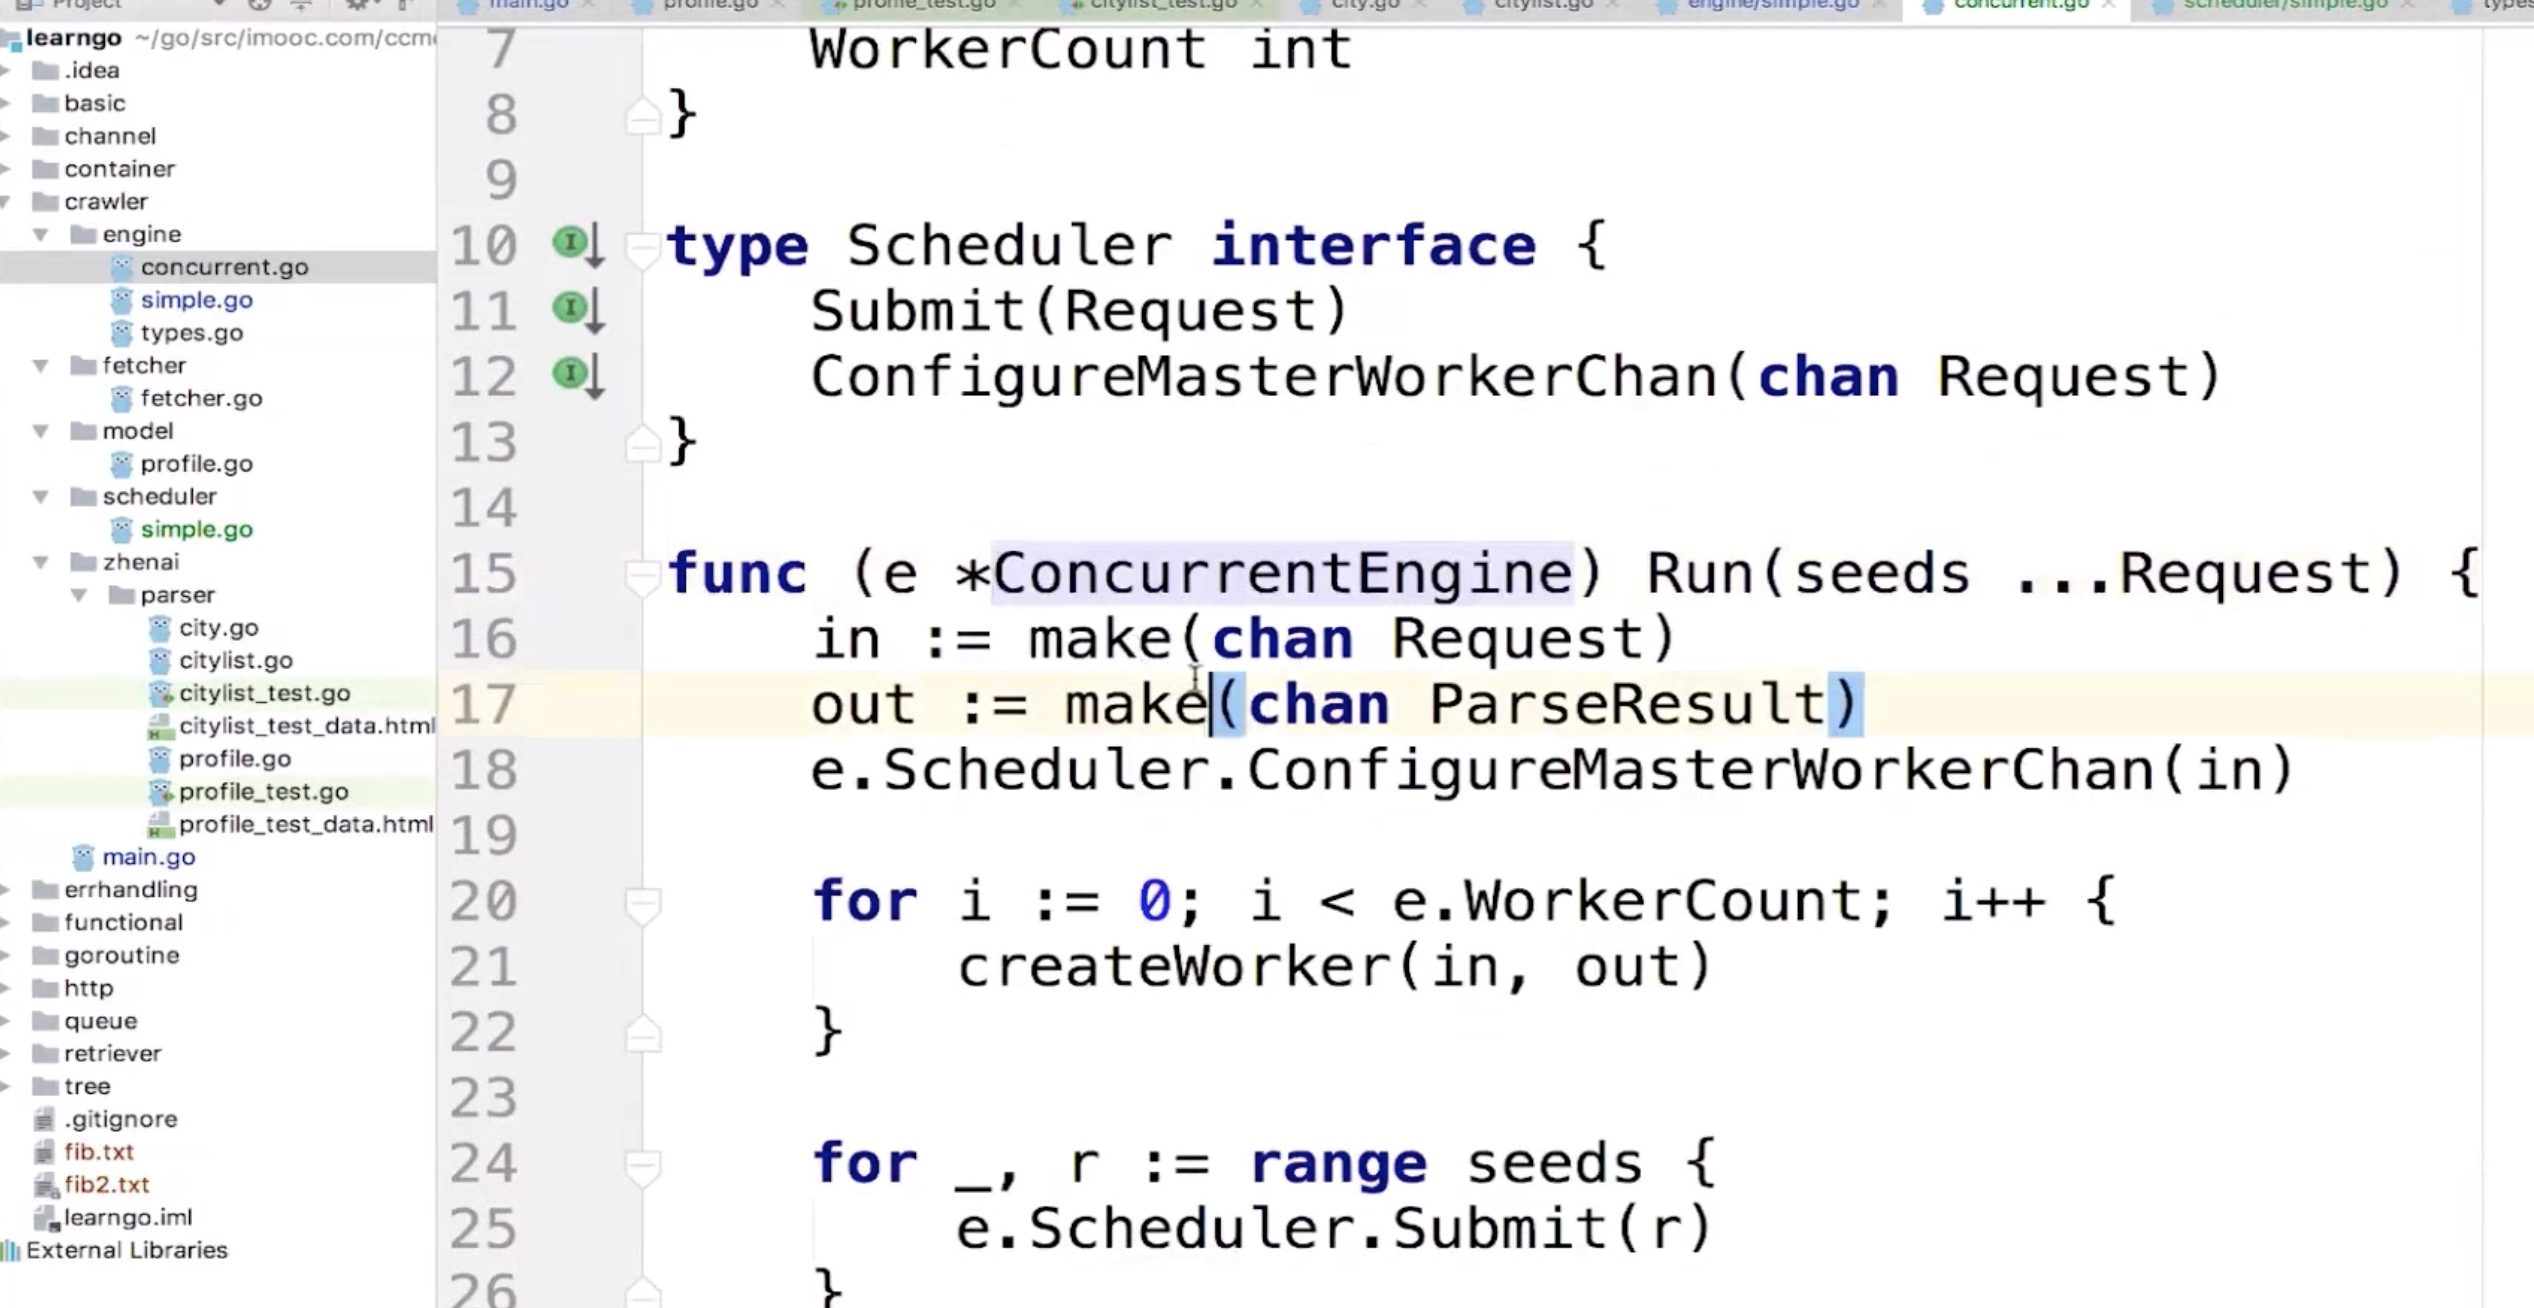 Project
main.go profile.go profile_test.go citylist_test.go city.go citylist.go engine/simple.go concurrent.go scheduler/simple.go types
learngo ~/go/src/imooc.com/ccm
.idea
basic
channel
container
crawler
engine
concurrent.go
simple.go
types.go
fetcher
fetcher.go
model
profile.go
scheduler
simple.go
zhenai
parser
city.go
citylist.go
citylist_test.go
citylist_test_data.html
profile.go
profile_test.go
profile_test_data.html
main.go
errhandling
functional
goroutine
http
queue
retriever
tree
.gitignore
fib.txt
fib2.txt
learngo.iml
External Libraries
7 WorkerCount int
8 }
9
10 type Scheduler interface {
11 Submit(Request)
12 ConfigureMasterWorkerChan(chan Request)
13 }
14
15 func (e *ConcurrentEngine) Run(seeds ...Request) {
16 in := make(chan Request)
17 out := make(chan ParseResult)
18 e.Scheduler.ConfigureMasterWorkerChan(in)
19
20 for i := 0; i < e.WorkerCount; i++ {
21 createWorker(in, out)
22 }
23
24 for _, r := range seeds {
25 e.Scheduler.Submit(r)
26 }